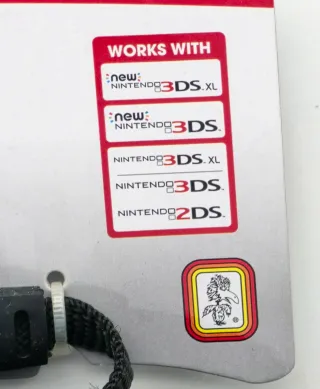 WORKS WITH
new
NINTENDO 3DS XL
new
NINTENDO 3DS
NINTENDO 3DS XL
NINTENDO 3DS
NINTENDO 2DS
®